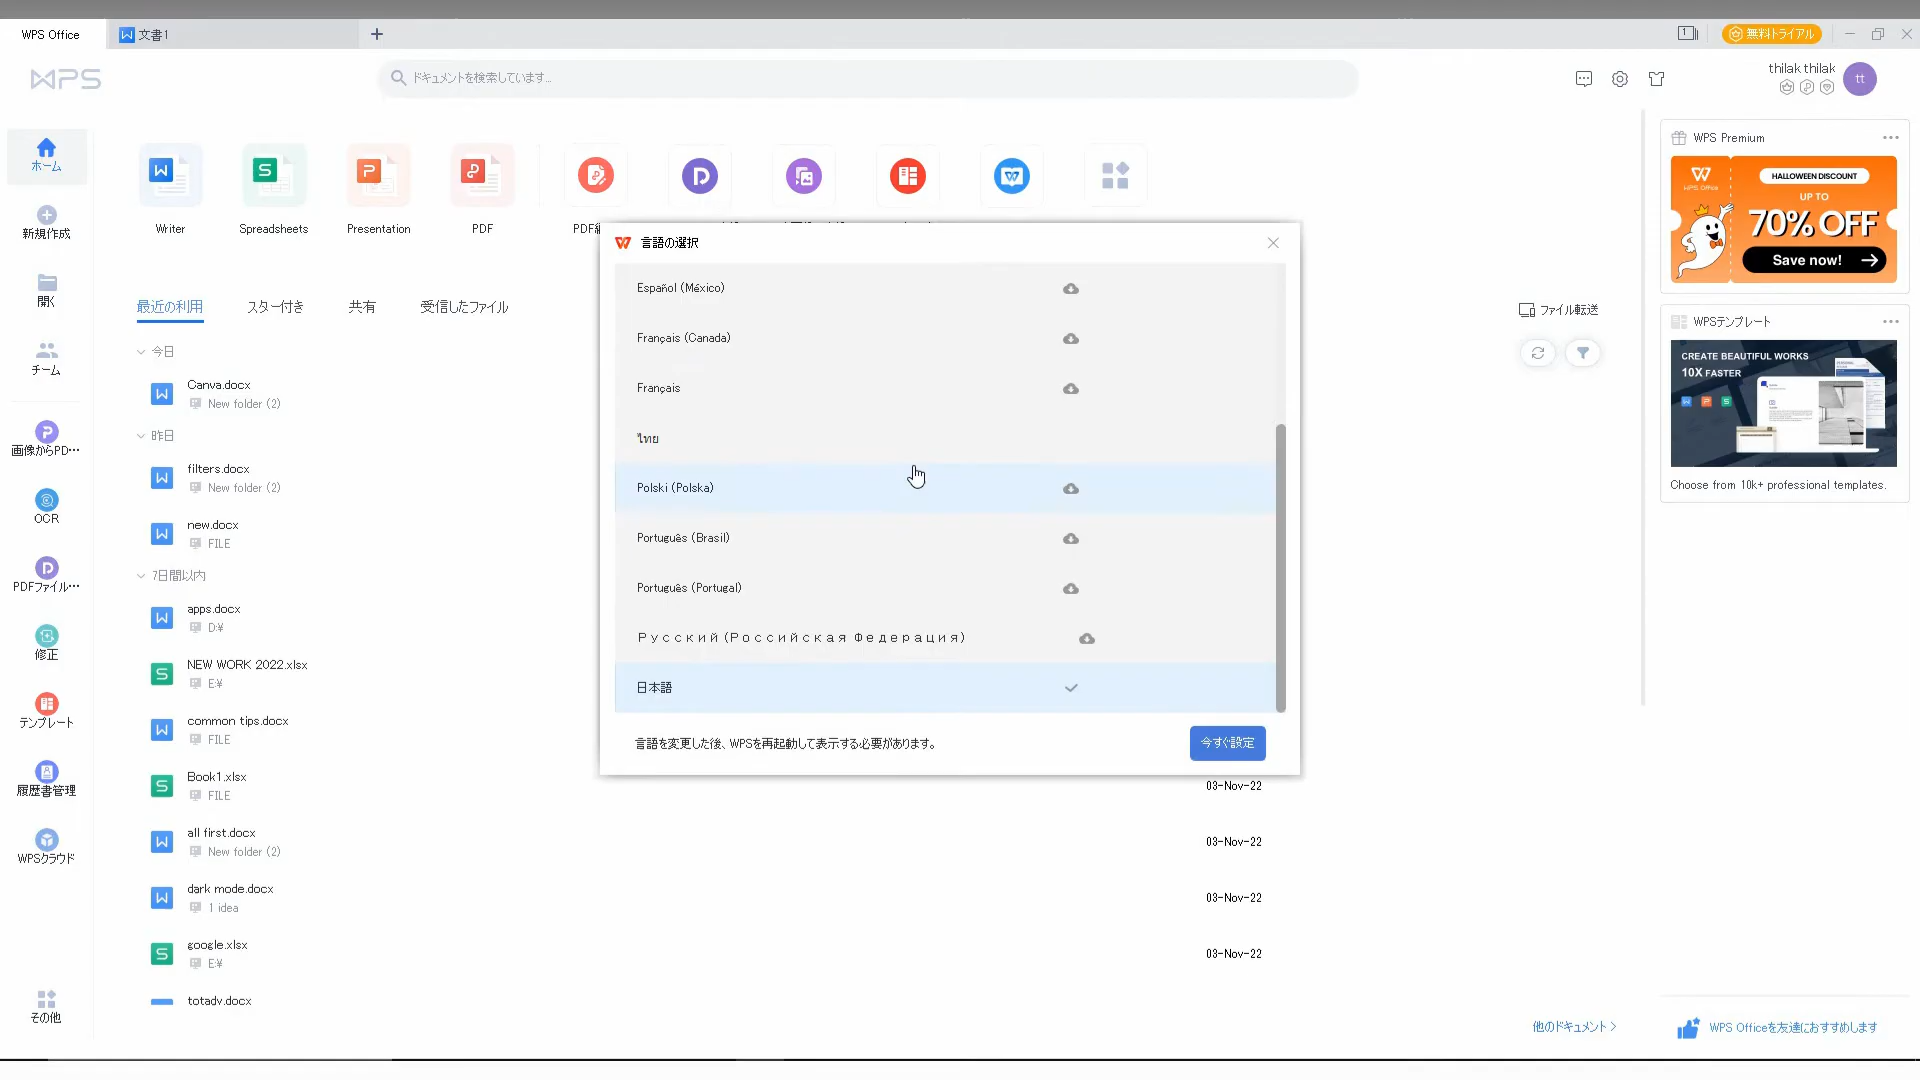 WPS Office
文書1
無料トライアル
WPS
ドキュメントを検索しています...
thilak thilak
tt
ホーム
新規作成
開く
チーム
画像からPD…
OCR
PDFファイル…
修正
テンプレート
履歴書管理
WPSクラウド
その他
Writer
Spreadsheets
Presentation
PDF
最近の利用
スター付き
共有
受信したファイル
ファイル転送
今日
Canva.docx
New folder (2)
昨日
filters.docx
New folder (2)
new.docx
FILE
7日間以内
apps.docx
D:¥
NEW WORK 2022.xlsx
E:¥
common tips.docx
FILE
Book1.xlsx
FILE
03-Nov-22
all first.docx
New folder (2)
03-Nov-22
dark mode.docx
1 idea
03-Nov-22
google.xlsx
E:¥
03-Nov-22
totadv.docx
他のドキュメント >
言語の選択
Español (México)
Français (Canada)
Français
ไทย
Polski (Polska)
Português (Brasil)
Português (Portugal)
Русский (Российская Федерация)
日本語
言語を変更した後、WPSを再起動して表示する必要があります。
今すぐ設定
WPS Premium
WPS Office
HALLOWEEN DISCOUNT
UP TO
70% OFF
Save now!
WPSテンプレート
CREATE BEAUTIFUL WORKS
10X FASTER
Choose from 10k+ professional templates.
WPS Officeを友達におすすめします